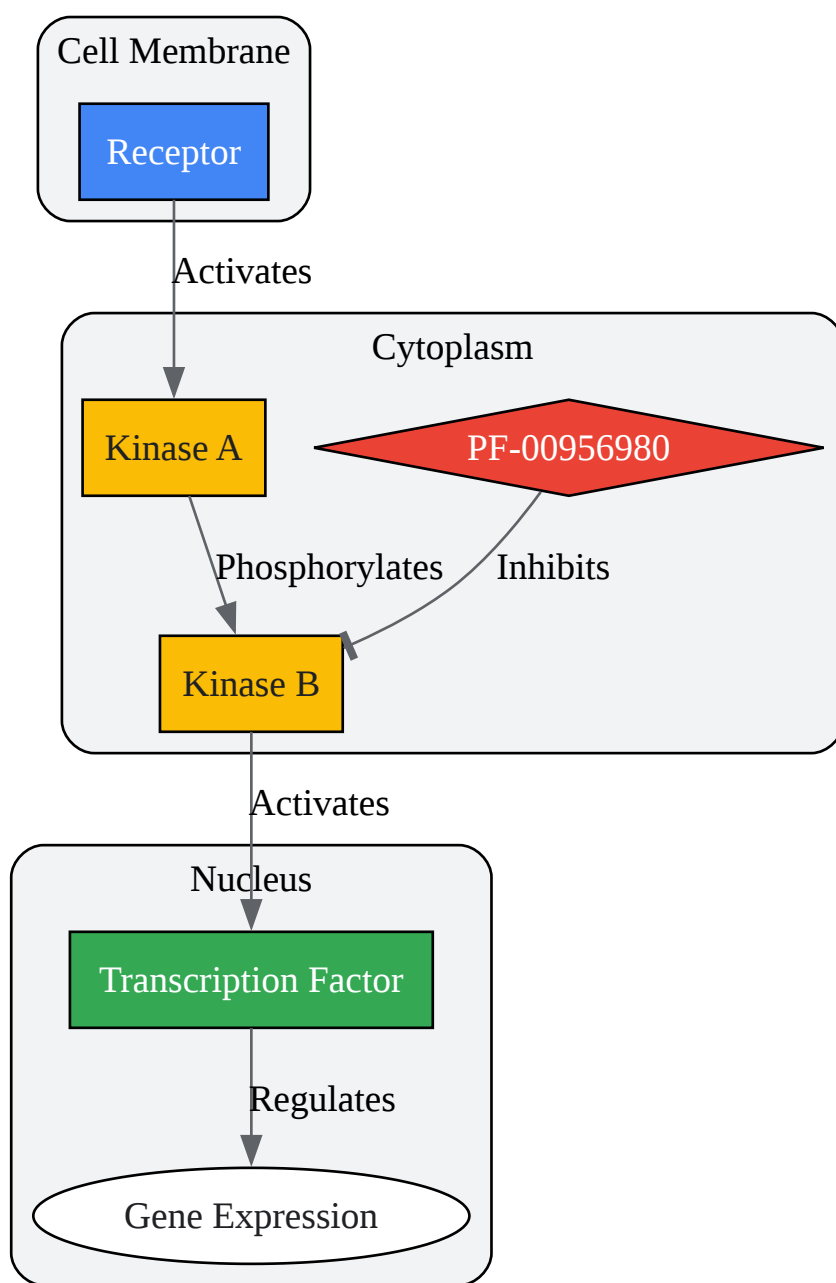 Cell Membrane
Receptor
Activates
Cytoplasm
Kinase A
PF-00956980
Phosphorylates
Inhibits
Kinase B
Activates
Nucleus
Transcription Factor
Regulates
Gene Expression